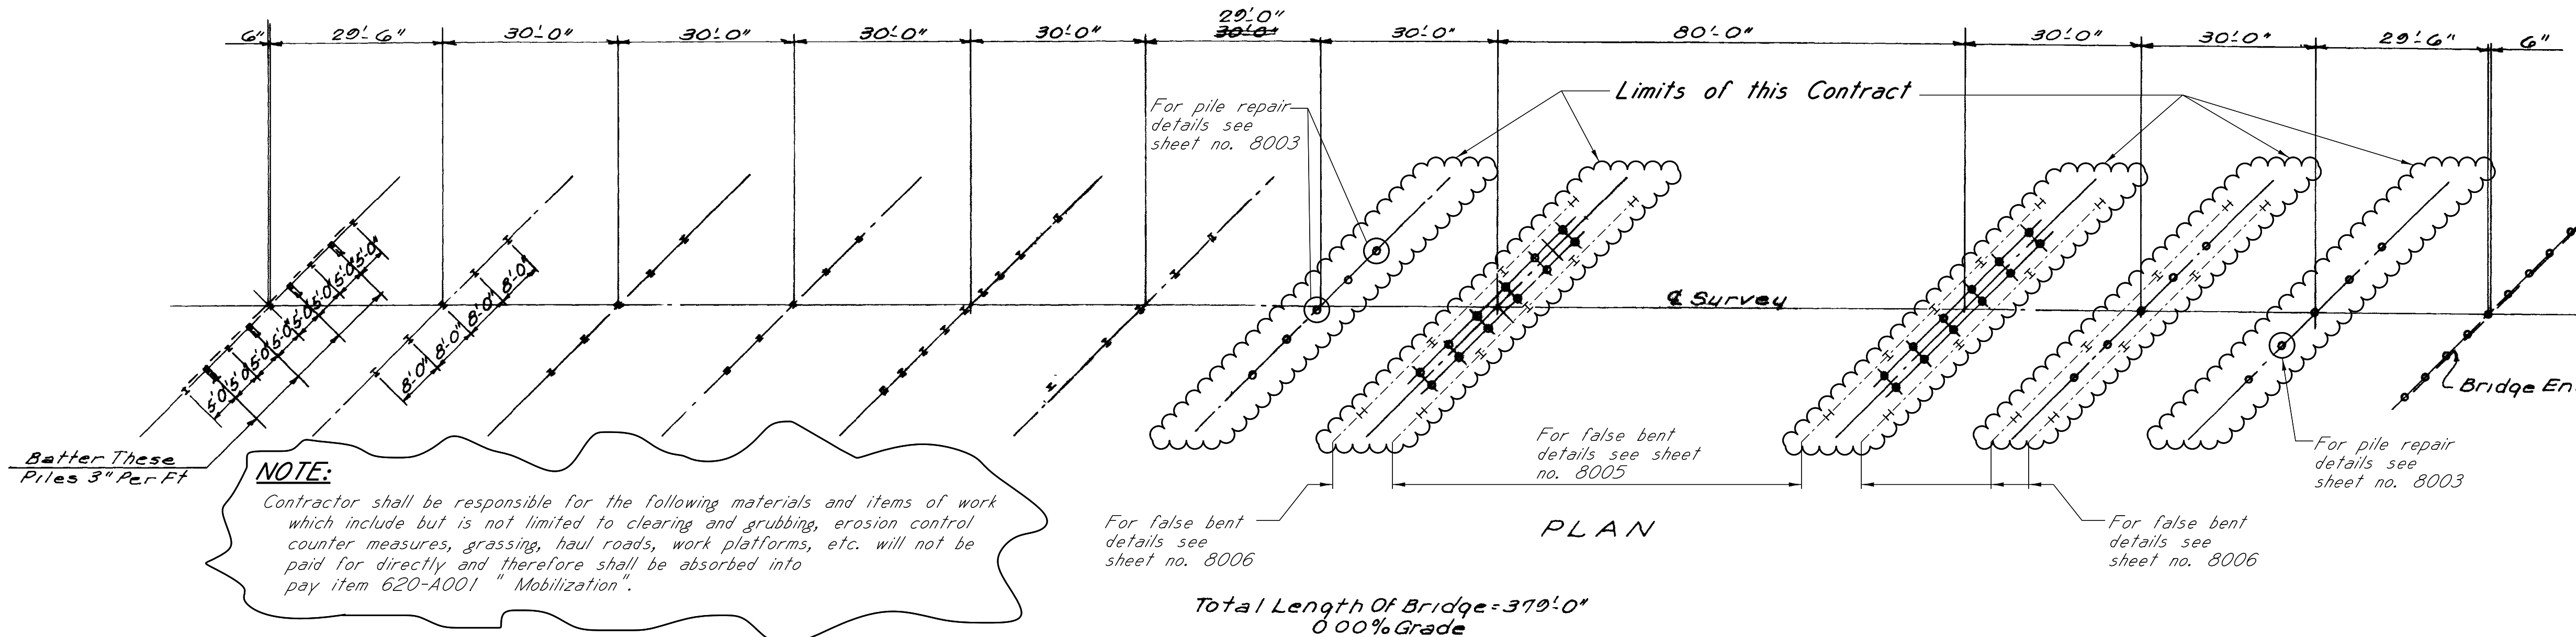 6" 29'-6" 30'-0" 30'-0" 30'-0" 30'-0" 29'-0" 30'-0" 80'-0" 30'-0" 30'-0" 29'-6" 6"
30'-0"
Limits of this Contract
For pile repair
details see
sheet no. 8003
5'-0" 5'-0" 5'-0" 5'-0" 5'-0" 5'-0" 5'-0" 5'-0"
8'-0" 8'-0" 8'-0" 8'-0"
℄ Survey
Bridge En
Batter These
Piles 3" Per Ft
NOTE:
Contractor shall be responsible for the following materials and items of work
which include but is not limited to clearing and grubbing, erosion control
counter measures, grassing, haul roads, work platforms, etc. will not be
paid for directly and therefore shall be absorbed into
pay item 620-A001 " Mobilization".
For false bent
details see
sheet no. 8006
For false bent
details see sheet
no. 8005
PLAN
For false bent
details see
sheet no. 8006
For pile repair
details see
sheet no. 8003
Total Length Of Bridge = 379'-0"
0 00% Grade